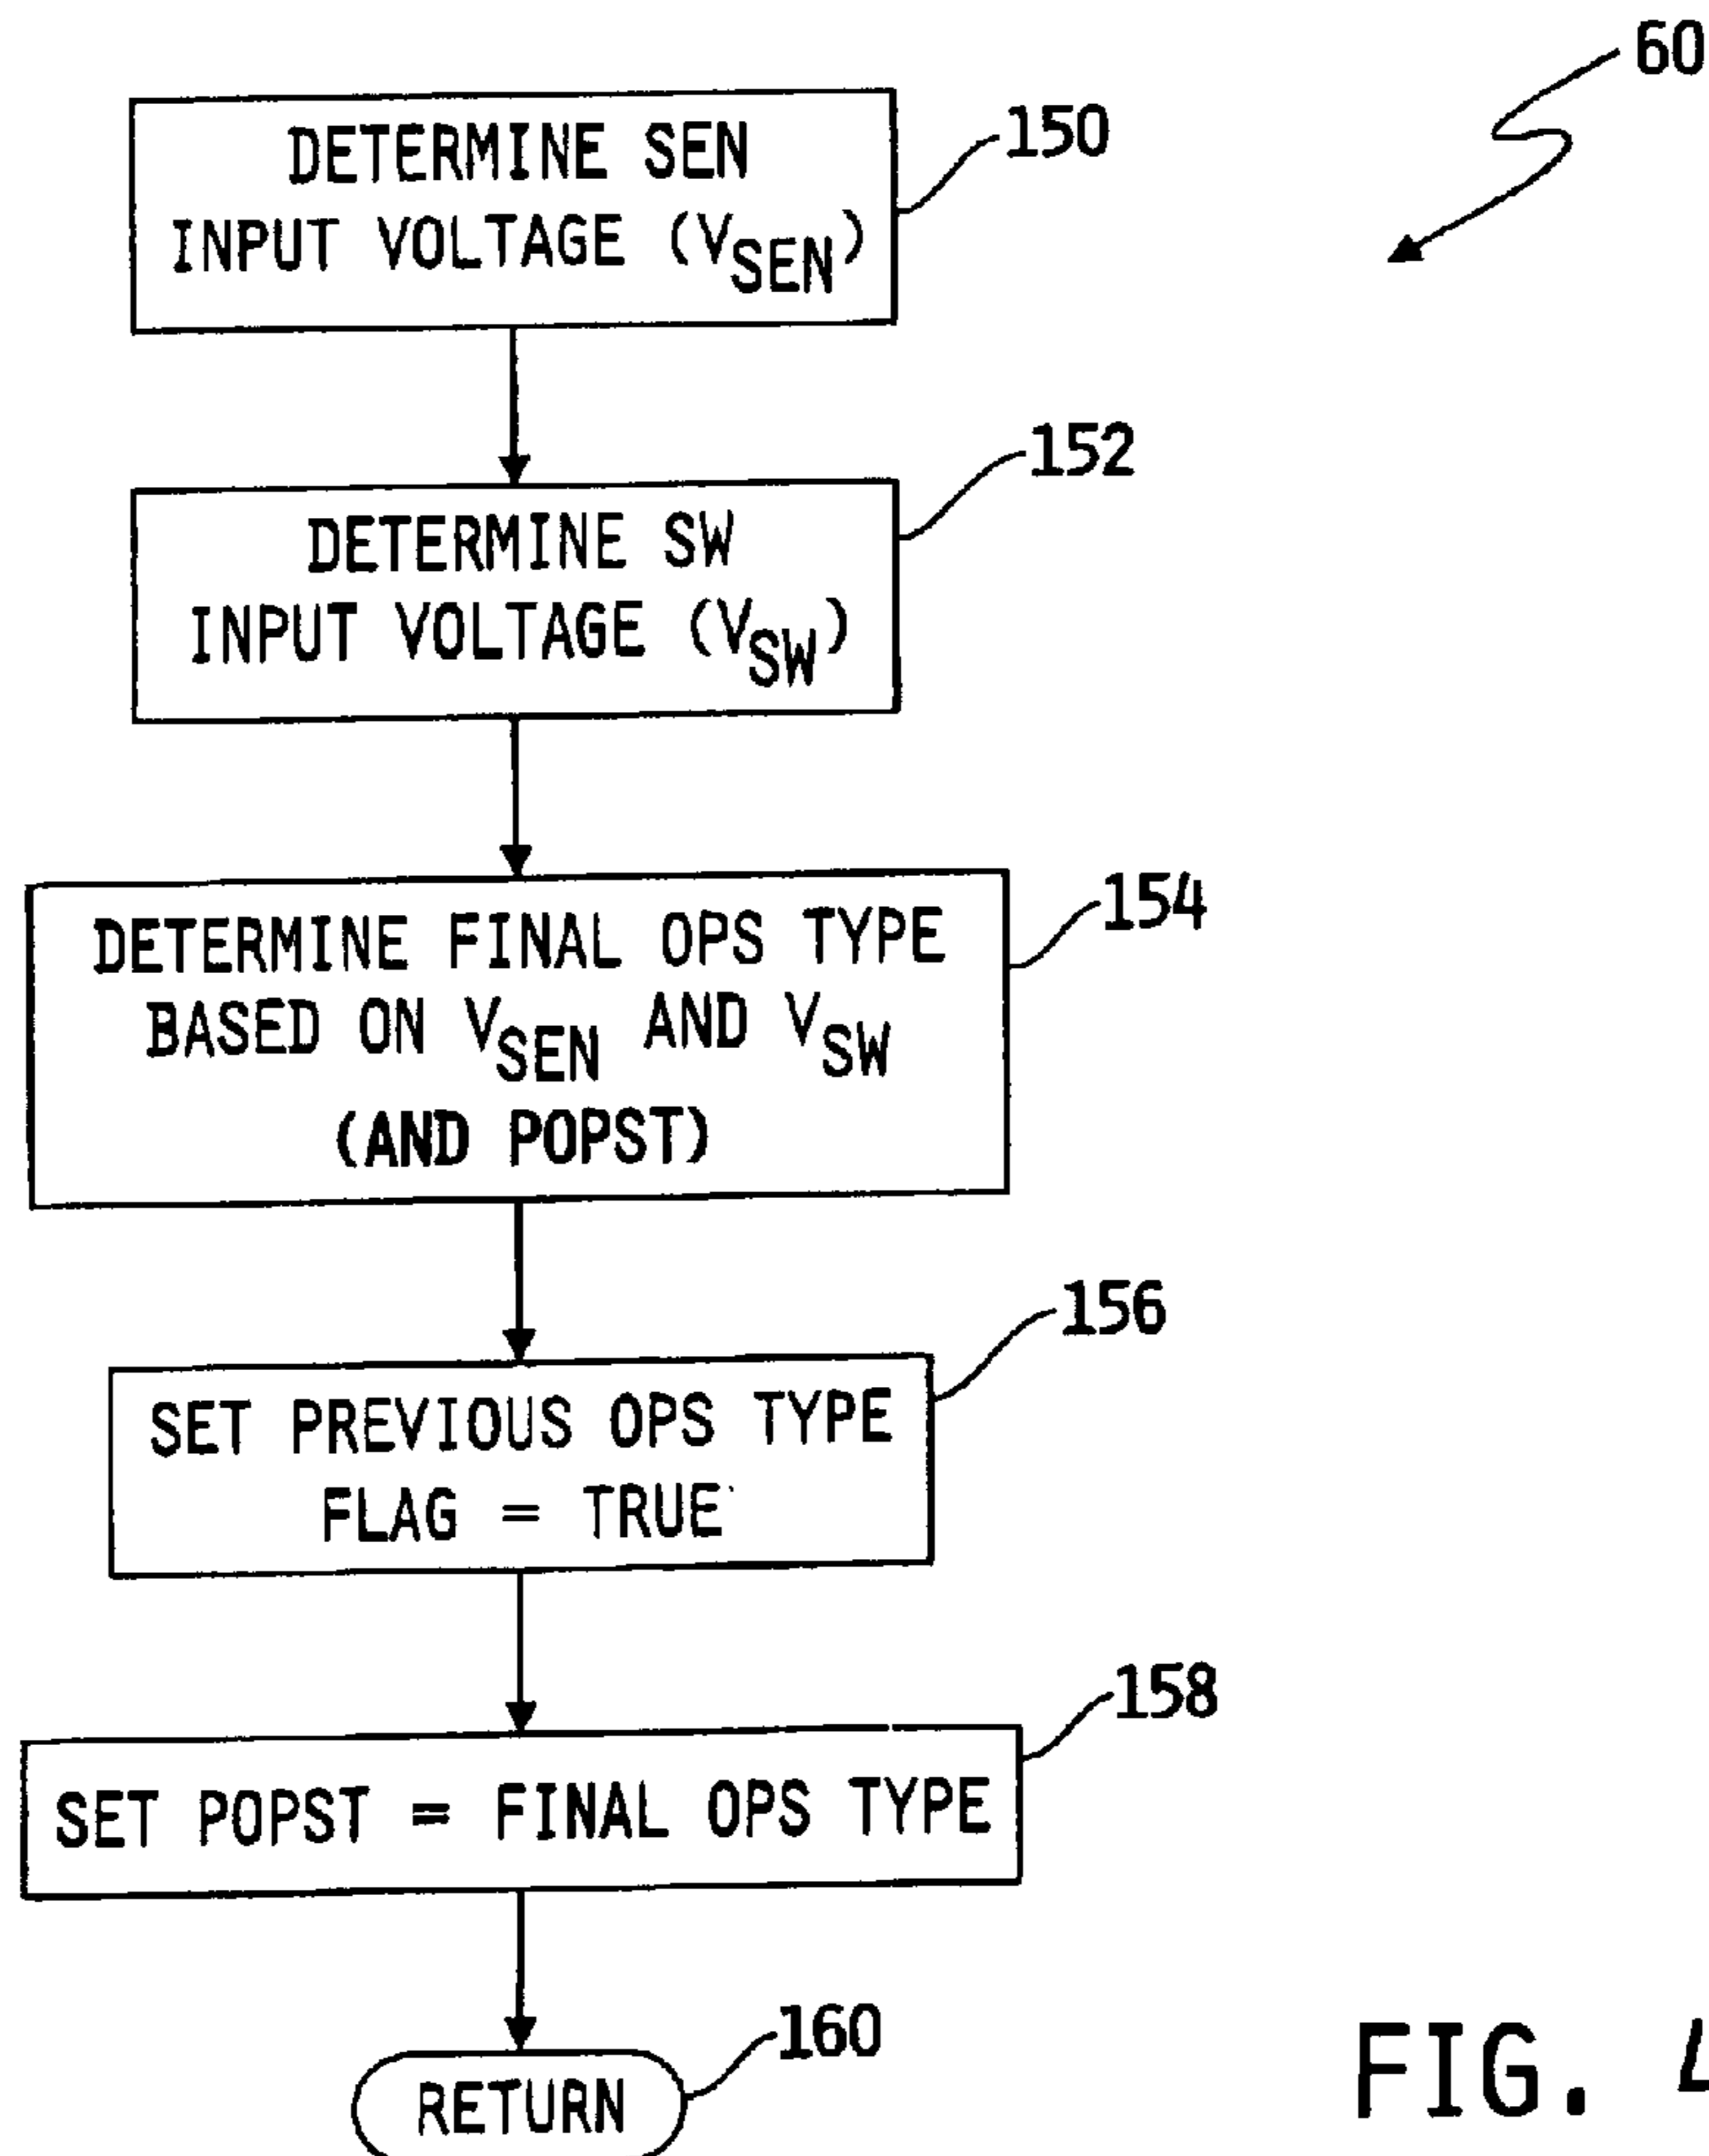 60
DETERMINE SEN
INPUT VOLTAGE (VSEN)
150
DETERMINE SW
INPUT VOLTAGE (VSW)
152
DETERMINE FINAL OPS TYPE
BASED ON VSEN AND VSW
(AND POPST)
154
SET PREVIOUS OPS TYPE
FLAG = TRUE
156
SET POPST = FINAL OPS TYPE
158
RETURN
160
FIG. 4